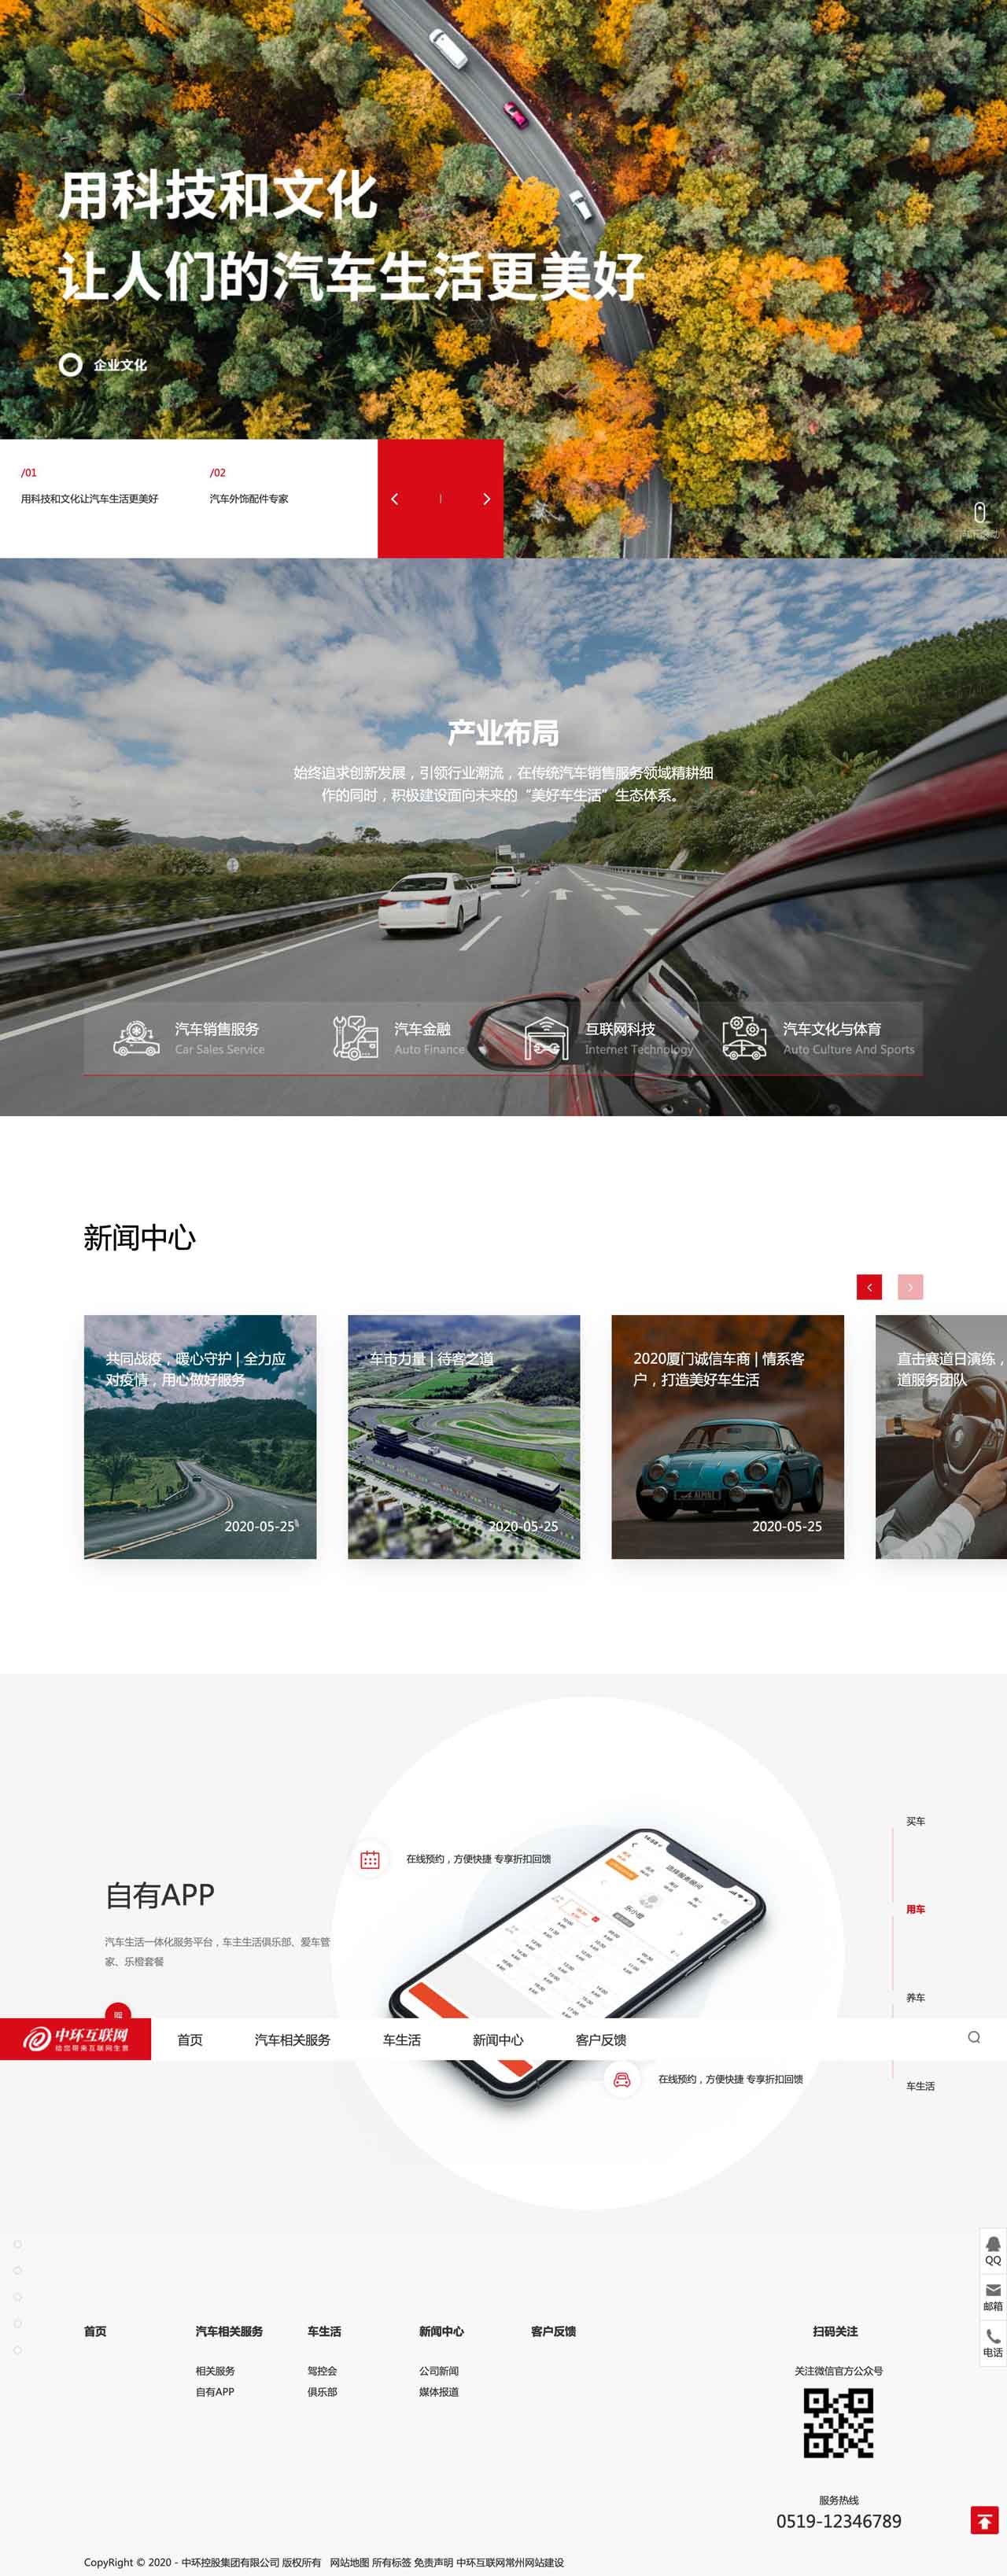 用科技和文化
让人们的汽车生活更美好
企业文化
/01
用科技和文化让汽车生活更美好
/02
汽车外饰配件专家
产业布局
始终追求创新发展，引领行业潮流，在传统汽车销售服务领域精耕细
作的同时，积极建设面向未来的“美好车生活”生态体系。
汽车销售服务
Car Sales Service
汽车金融
Auto Finance
互联网科技
Internet Technology
汽车文化与体育
Auto Culture And Sports
新闻中心
共同战疫，暖心守护 | 全力应
对疫情，用心做好服务
2020-05-25
车市力量 | 待客之道
2020-05-25
2020厦门诚信车商 | 情系客
户，打造美好车生活
2020-05-25
直击赛道日演练，
道服务团队
买车
在线预约，方便快捷 专享折扣回馈
自有APP
用车
汽车生活一体化服务平台，车主生活俱乐部、爱车管
家、乐橙套餐
养车
中环互联网
给您带来互联网生意
首页
汽车相关服务
车生活
新闻中心
客户反馈
在线预约，方便快捷 专享折扣回馈
车生活
QQ
邮箱
电话
首页
汽车相关服务
相关服务
自有APP
车生活
驾控会
俱乐部
新闻中心
公司新闻
媒体报道
客户反馈
扫码关注
关注微信官方公众号
服务热线
0519-12346789
CopyRight © 2020 - 中环控股集团有限公司 版权所有 网站地图 所有标签 免责声明 中环互联网常州网站建设